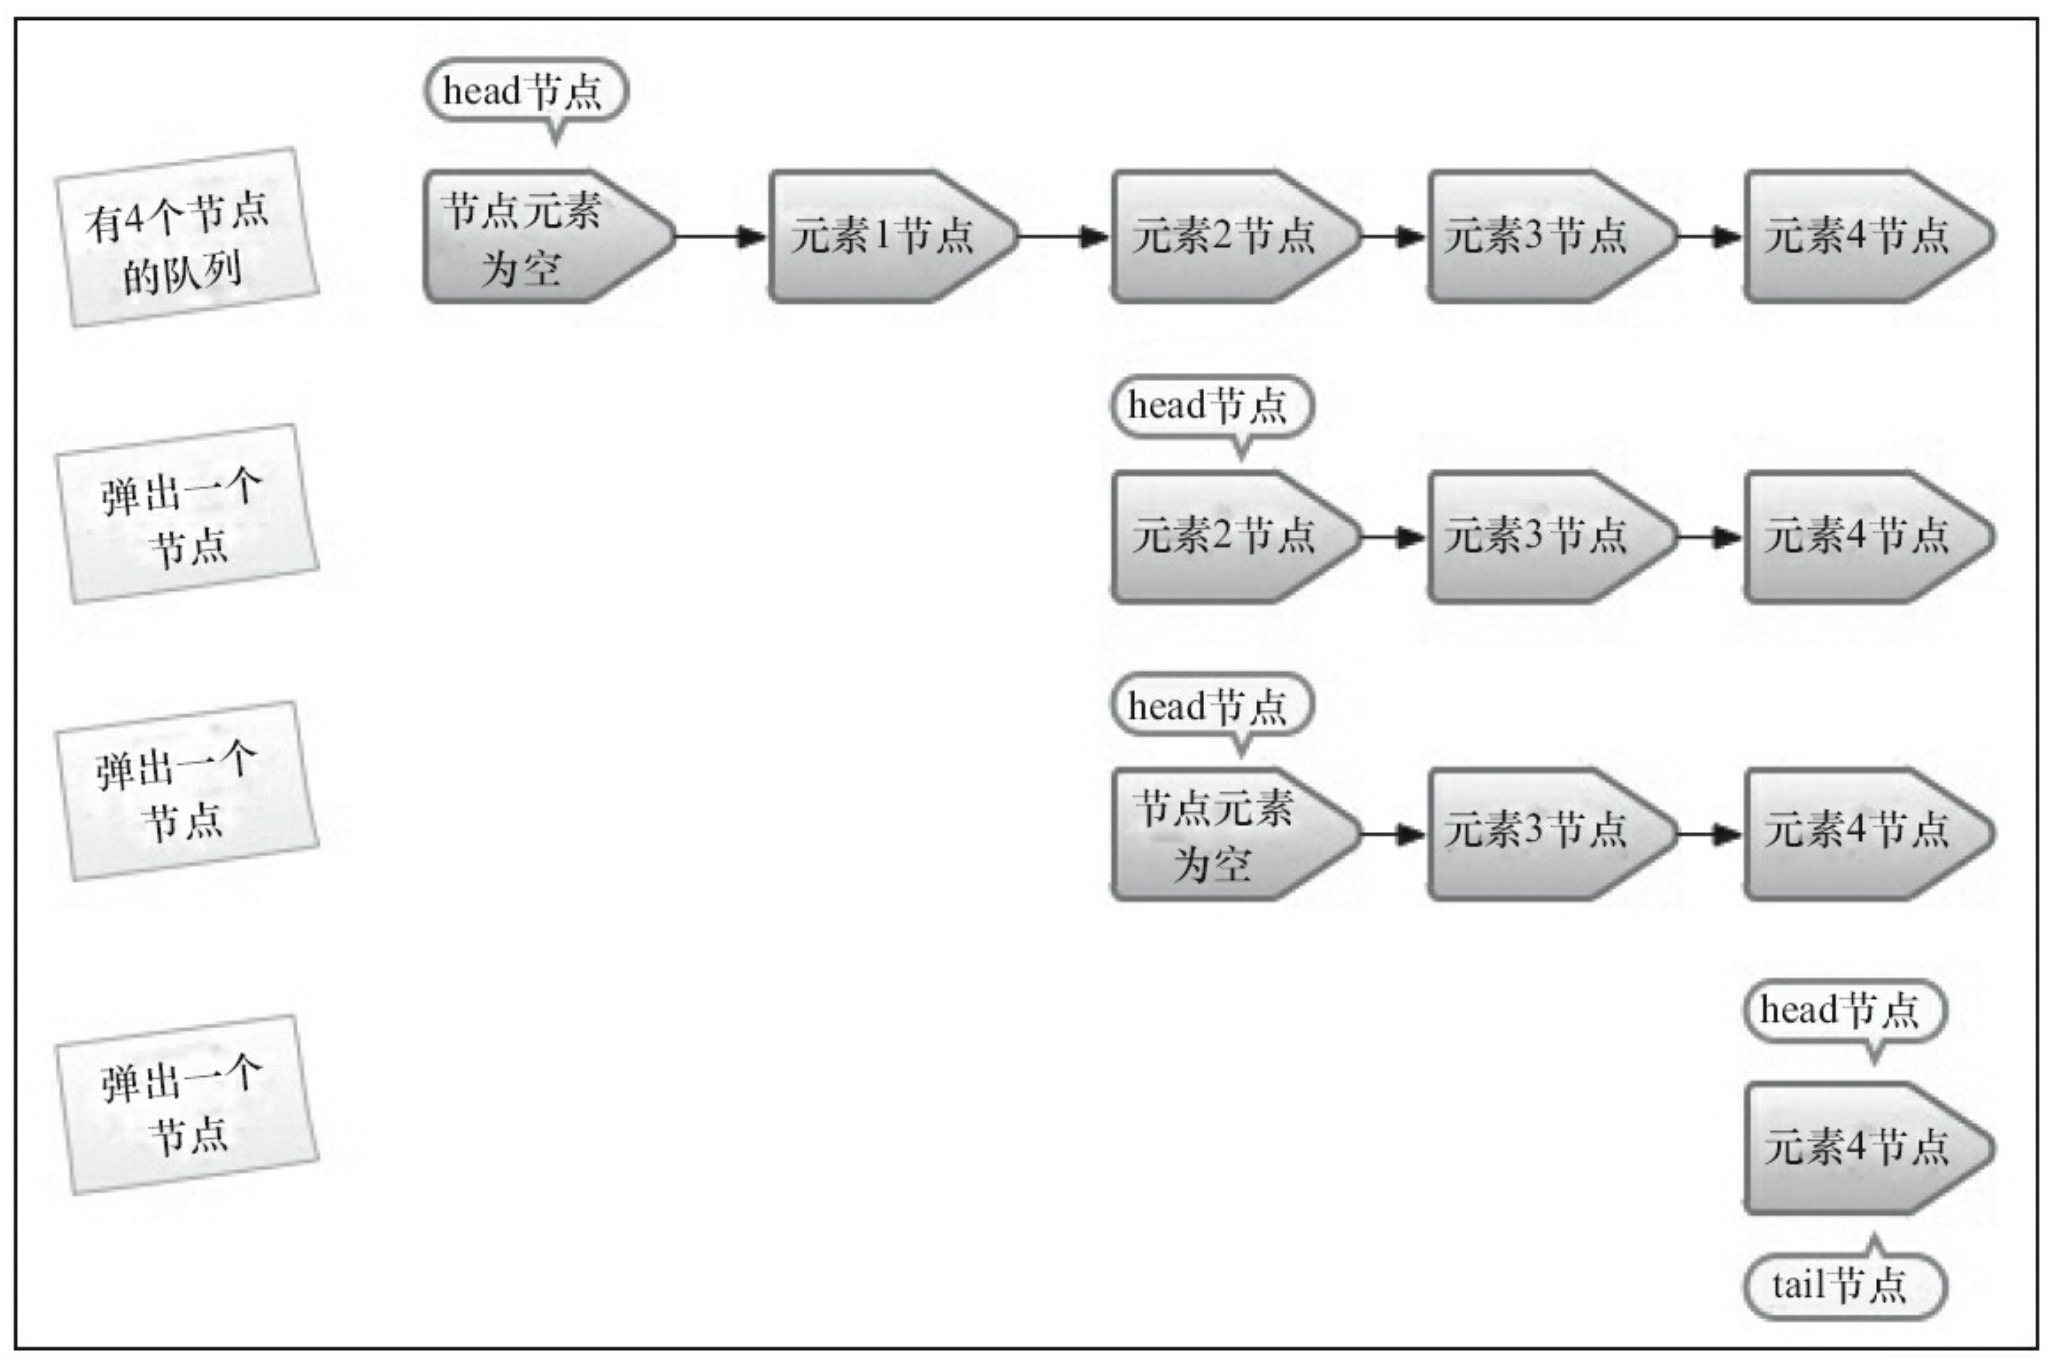 head节点
有4个节点
的队列
节点元素
为空
元素1节点
元素2节点
元素3节点
元素4节点
head节点
弹出一个
节点
元素2节点
元素3节点
元素4节点
head节点
弹出一个
节点
节点元素
为空
元素3节点
元素4节点
head节点
弹出一个
节点
元素4节点
tail节点